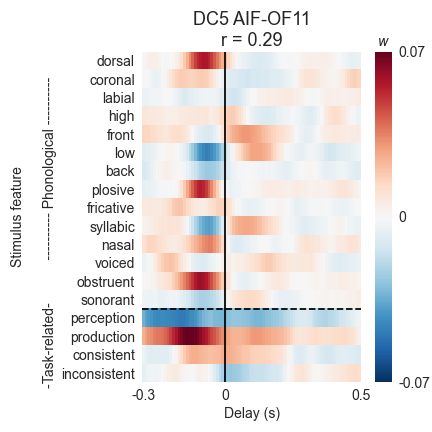 DC5 AIF-OF11
r = 0.29
w
Stimulus feature
---------- Phonological ----------
-Task-related-
dorsal
coronal
labial
high
front
low
back
plosive
fricative
syllabic
nasal
voiced
obstruent
sonorant
perception
production
consistent
inconsistent
0.07
0
-0.07
-0.3
0
0.5
Delay (s)